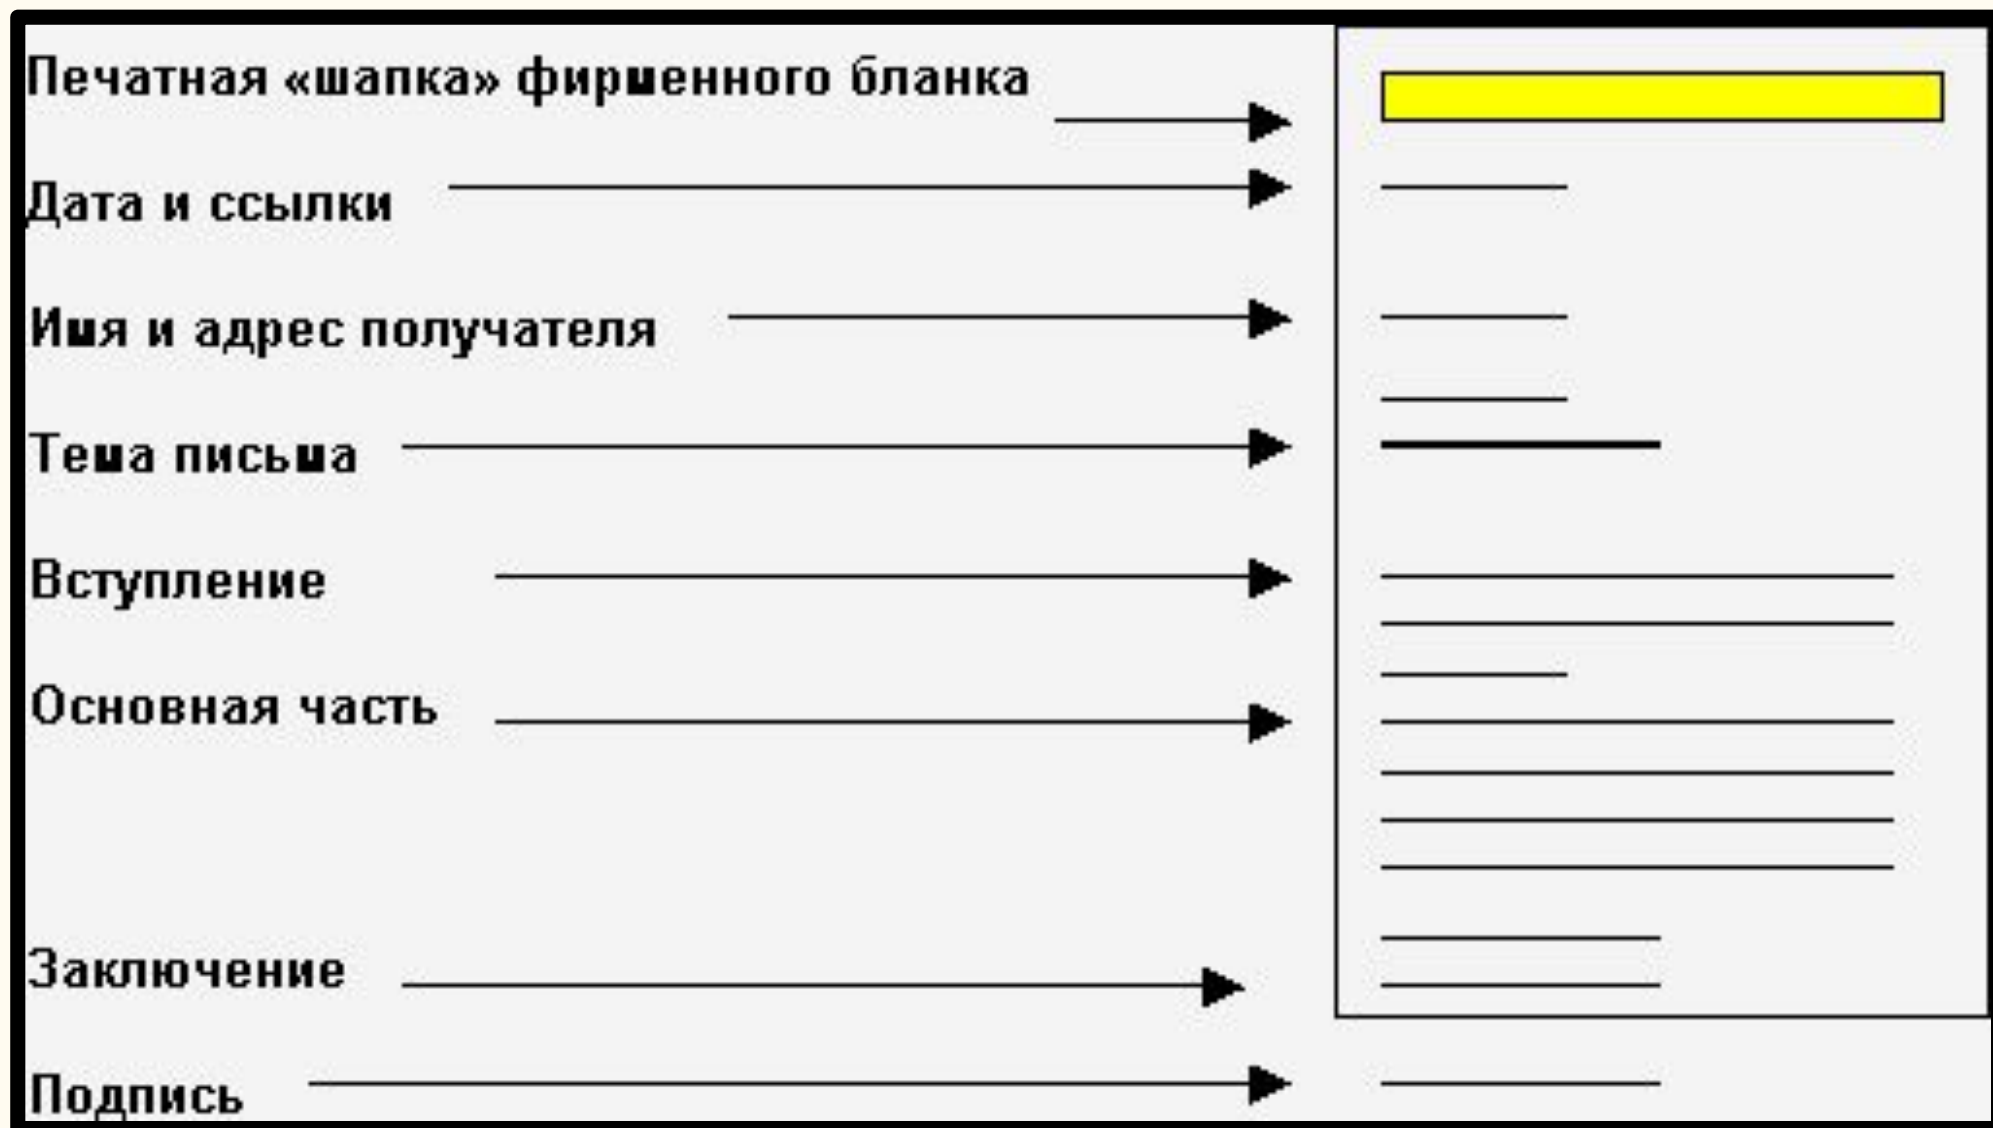 Печатная «шапка» фирменного бланка
Дата и ссылки
Имя и адрес получателя
Тема письма
Вступление
Основная часть
Заключение
Подпись